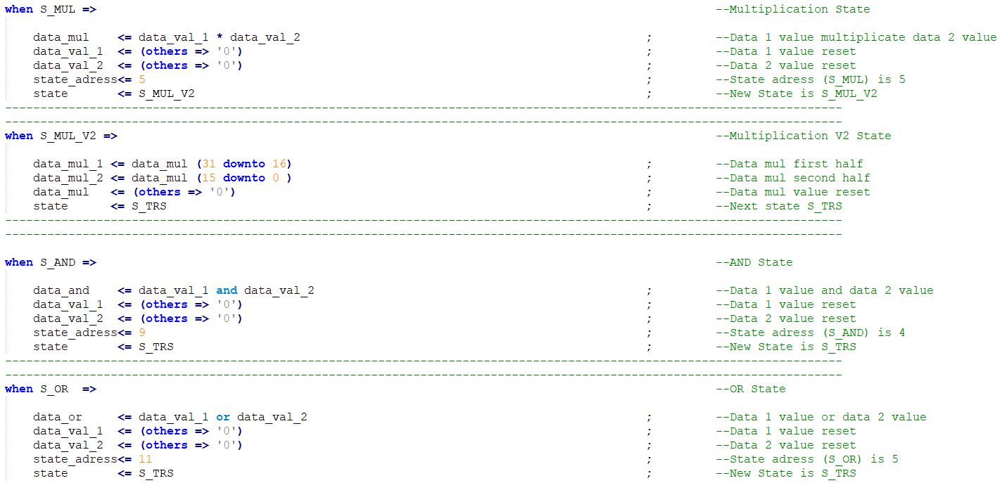 when S_MUL => --Multiplication State
data_mul <= data_val_1 * data_val_2 ; --Data 1 value multiplicate data 2 value
data_val_1 <= (others => '0') ; --Data 1 value reset
data_val_2 <= (others => '0') ; --Data 2 value reset
state_adress<= 5 ; --State adress (S_MUL) is 5
state <= S_MUL_V2 ; --New State is S_MUL_V2
-----------------------------------------------------------------------------------------------------------------------
-----------------------------------------------------------------------------------------------------------------------
when S_MUL_V2 => --Multiplication V2 State
data_mul_1 <= data_mul (31 downto 16) ; --Data mul first half
data_mul_2 <= data_mul (15 downto 0 ) ; --Data mul second half
data_mul <= (others => '0') ; --Data mul value reset
state <= S_TRS ; --Next state S_TRS
-----------------------------------------------------------------------------------------------------------------------
-----------------------------------------------------------------------------------------------------------------------
when S_AND => --AND State
data_and <= data_val_1 and data_val_2 ; --Data 1 value and data 2 value
data_val_1 <= (others => '0') ; --Data 1 value reset
data_val_2 <= (others => '0') ; --Data 2 value reset
state_adress<= 9 ; --State adress (S_AND) is 4
state <= S_TRS ; --New State is S_TRS
-----------------------------------------------------------------------------------------------------------------------
-----------------------------------------------------------------------------------------------------------------------
when S_OR => --OR State
data_or <= data_val_1 or data_val_2 ; --Data 1 value or data 2 value
data_val_1 <= (others => '0') ; --Data 1 value reset
data_val_2 <= (others => '0') ; --Data 2 value reset
state_adress<= 11 ; --State adress (S_OR) is 5
state <= S_TRS ; --New State is S_TRS